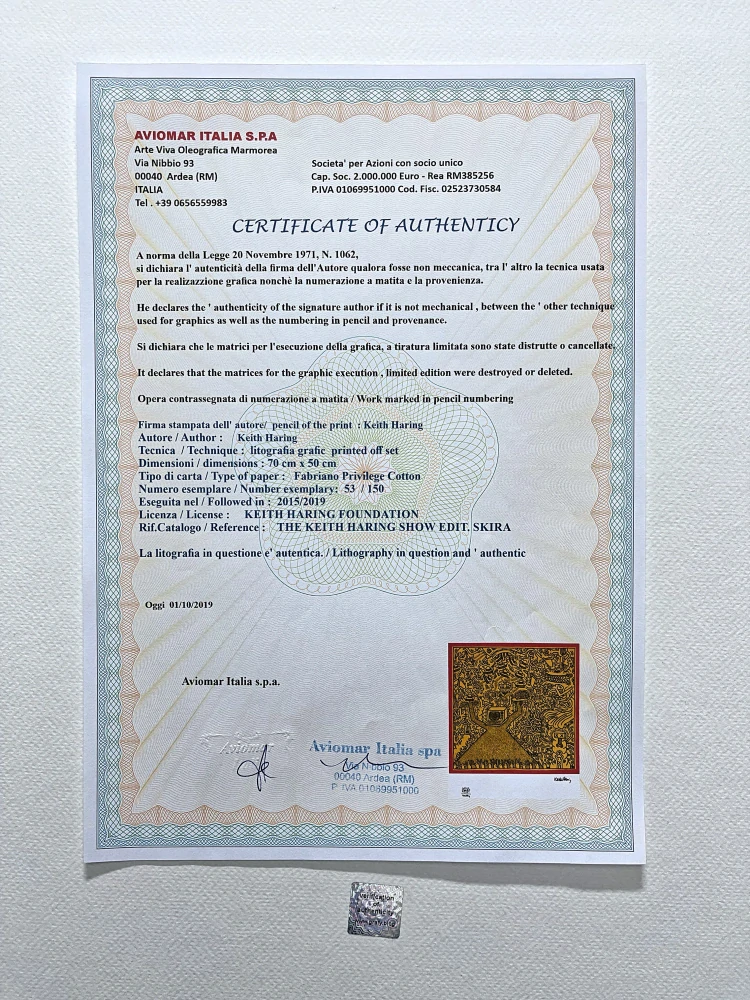 AVIOMAR ITALIA S.P.A
Arte Viva Oleografica Marmorea
Via Nibbio 93
00040 Ardea (RM)
ITALIA
Tel . +39 0656559983
Societa' per Azioni con socio unico
Cap. Soc. 2.000.000 Euro - Rea RM385256
P.IVA 01069951000 Cod. Fisc. 02523730584
CERTIFICATE OF AUTHENTICY
A norma della Legge 20 Novembre 1971, N. 1062,
si dichiara l' autenticità della firma dell'Autore qualora fosse non meccanica, tra l' altro la tecnica usata
per la realizazzione grafica nonchè la numerazione a matita e la provenienza.
He declares the ' authenticity of the signature author if it is not mechanical , between the ' other technique
used for graphics as well as the numbering in pencil and provenance.
Si dichiara che le matrici per l'esecuzione della grafica, a tiratura limitata sono state distrutte o cancellate.
It declares that the matrices for the graphic execution , limited edition were destroyed or deleted.
Opera contrassegnata di numerazione a matita / Work marked in pencil numbering
Firma stampata dell' autore/ pencil of the print : Keith Haring
Autore / Author : Keith Haring
Tecnica / Technique : litografia grafic printed off set
Dimensioni / dimensions : 70 cm x 50 cm
Tipo di carta / Type of paper : Fabriano Privilege Cotton
Numero esemplare / Number exemplary: 53 / 150
Eseguita nel / Followed in : 2015/2019
Licenza / License : KEITH HARING FOUNDATION
Rif.Catalogo / Reference : THE KEITH HARING SHOW EDIT. SKIRA
La litografia in questione e' autentica. / Lithography in question and ' authentic
Oggi 01/10/2019
Aviomar Italia s.p.a.
Aviomar
Aviomar Italia spa
Via Nibbio 93
00040 Ardea (RM)
P. IVA 01069951000
verification
of
authenticity